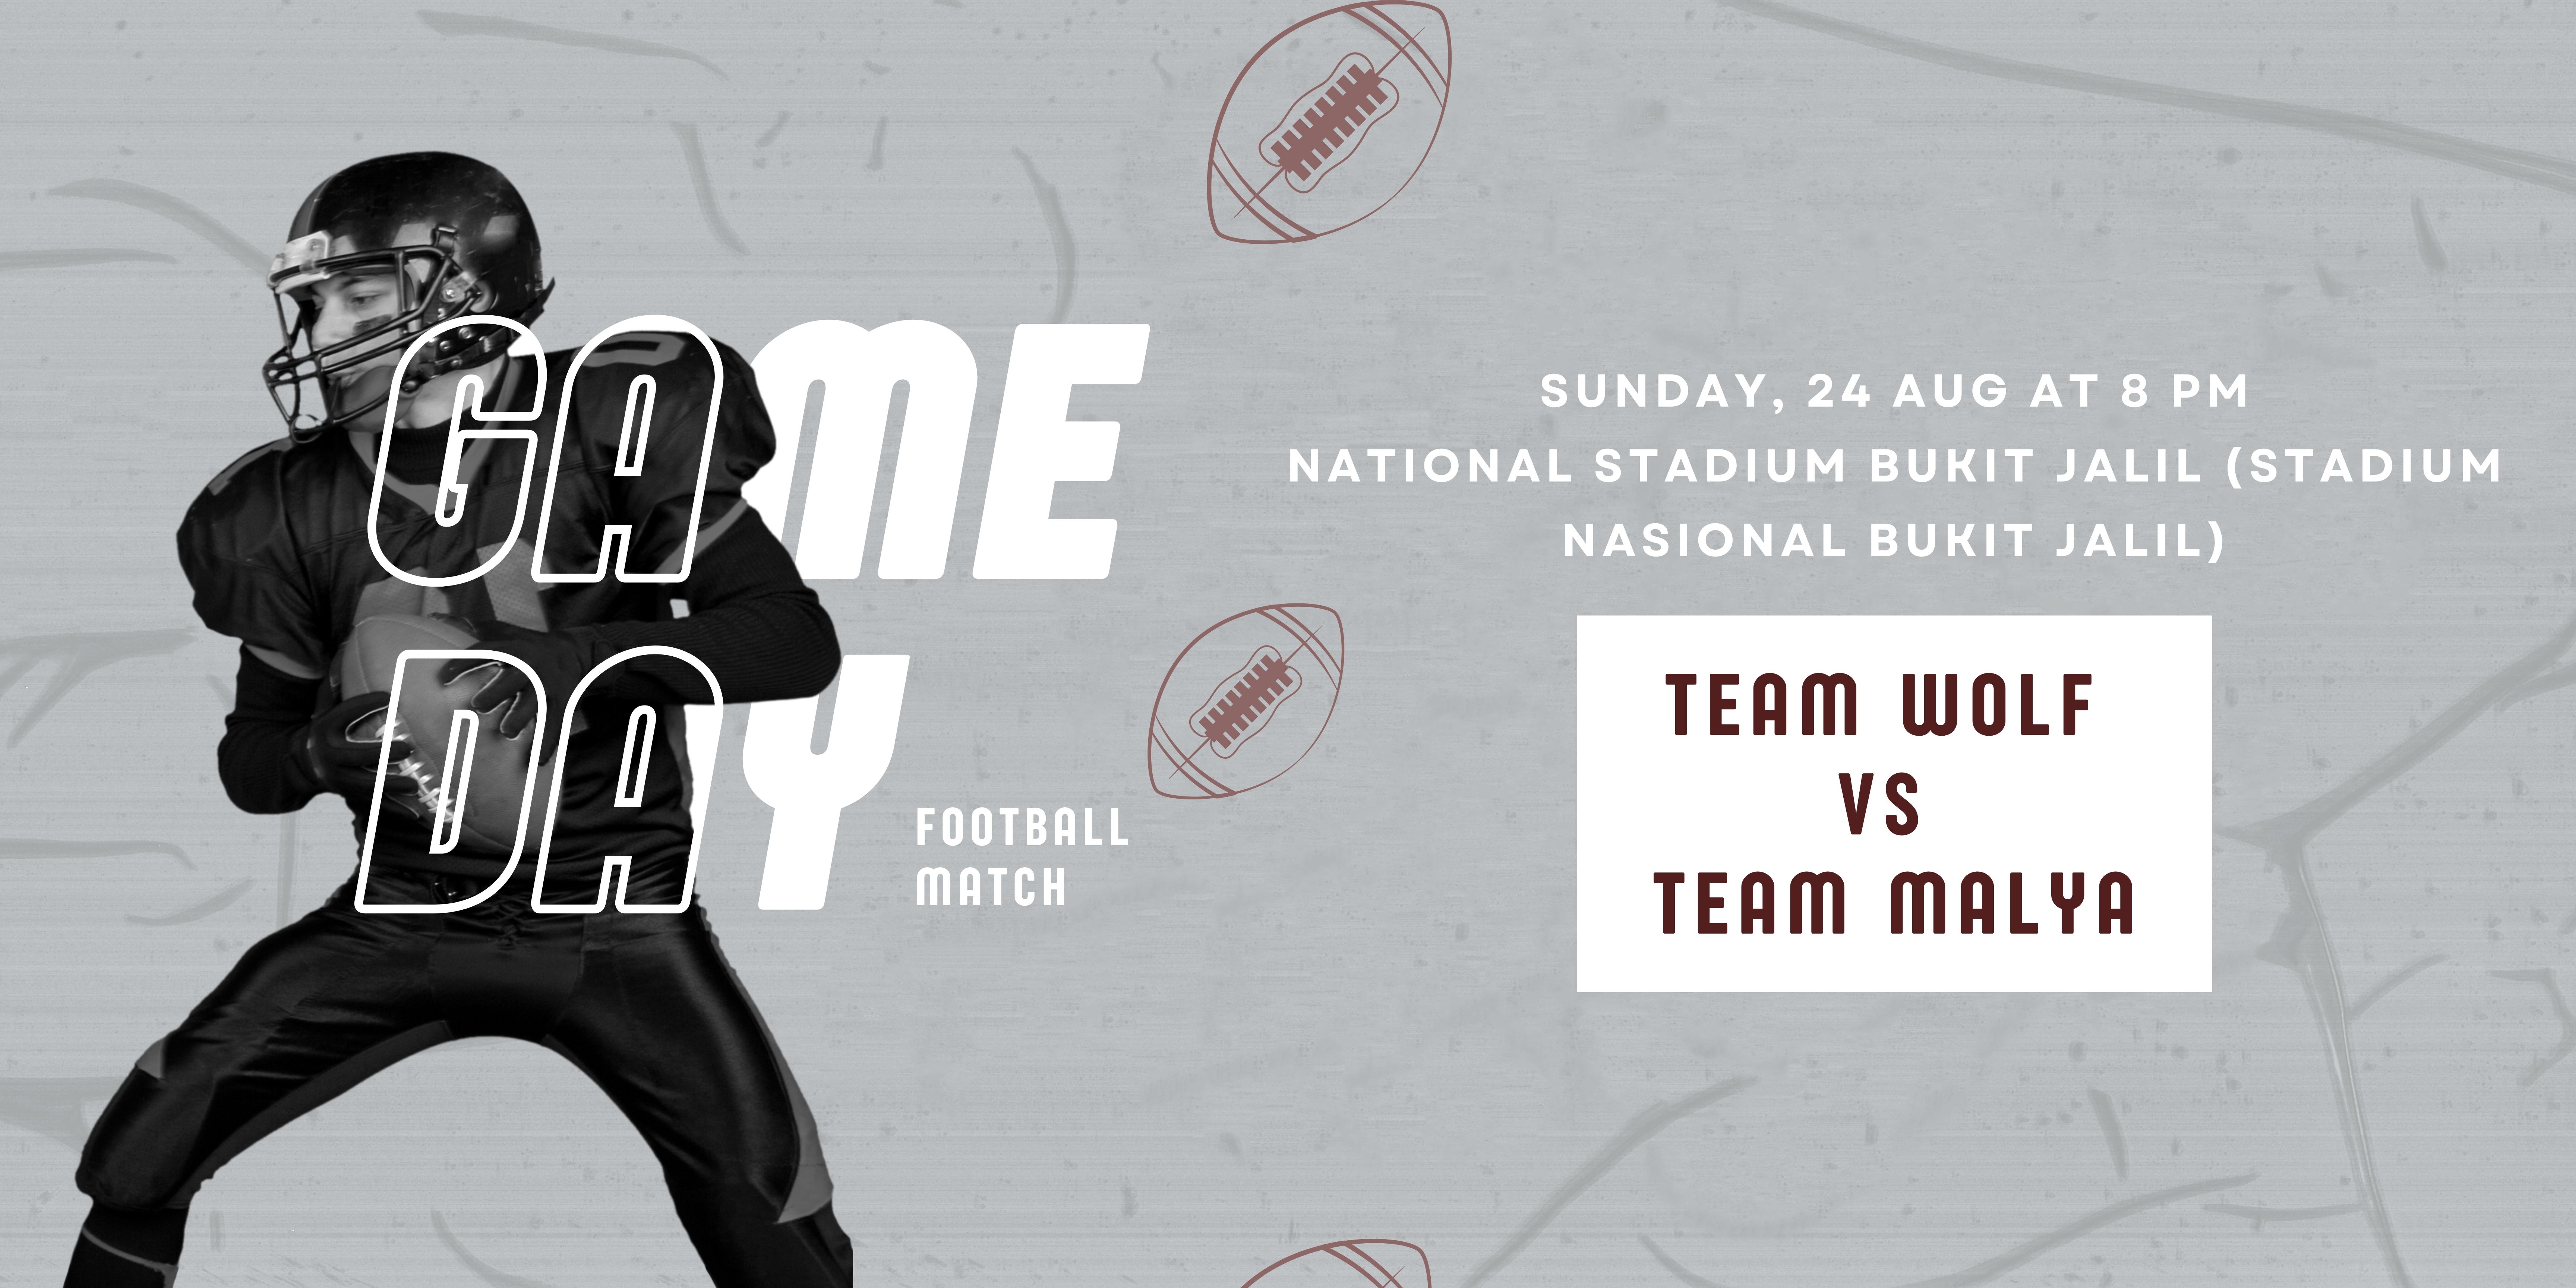 GAME
DAY
FOOTBALL
MATCH
SUNDAY, 24 AUG AT 8 PM
NATIONAL STADIUM BUKIT JALIL (STADIUM
NASIONAL BUKIT JALIL)
TEAM WOLF
VS
TEAM MALYA